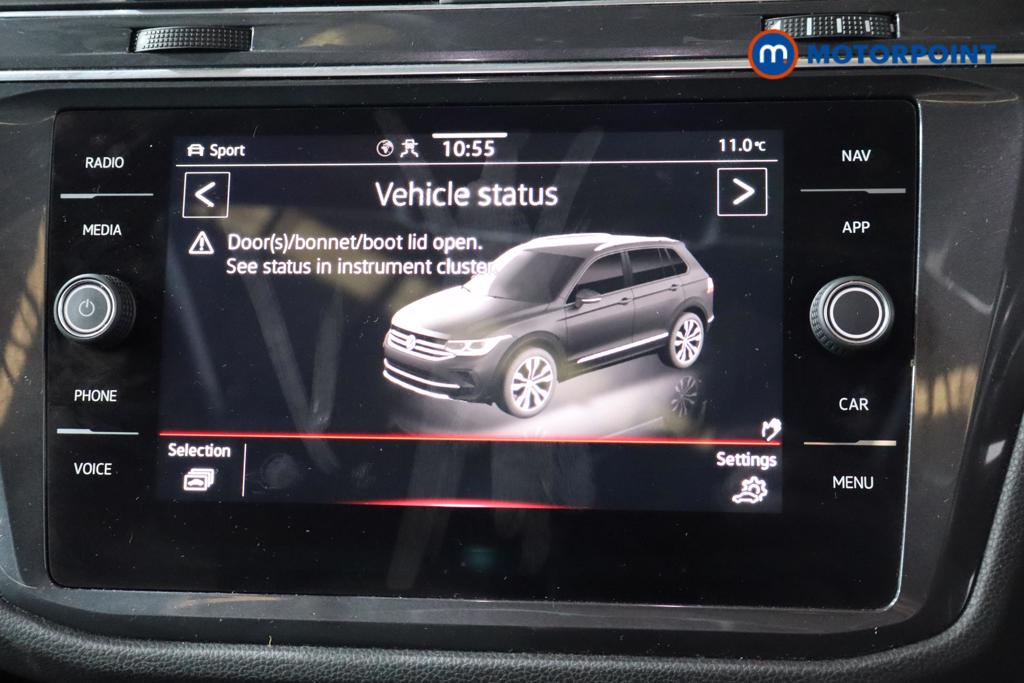 m MOTORPOINT
RADIO
MEDIA
PHONE
VOICE
Sport
10:55
11.0°C
Vehicle status
Door(s)/bonnet/boot lid open.
See status in instrument cluster.
Selection
Settings
NAV
APP
CAR
MENU